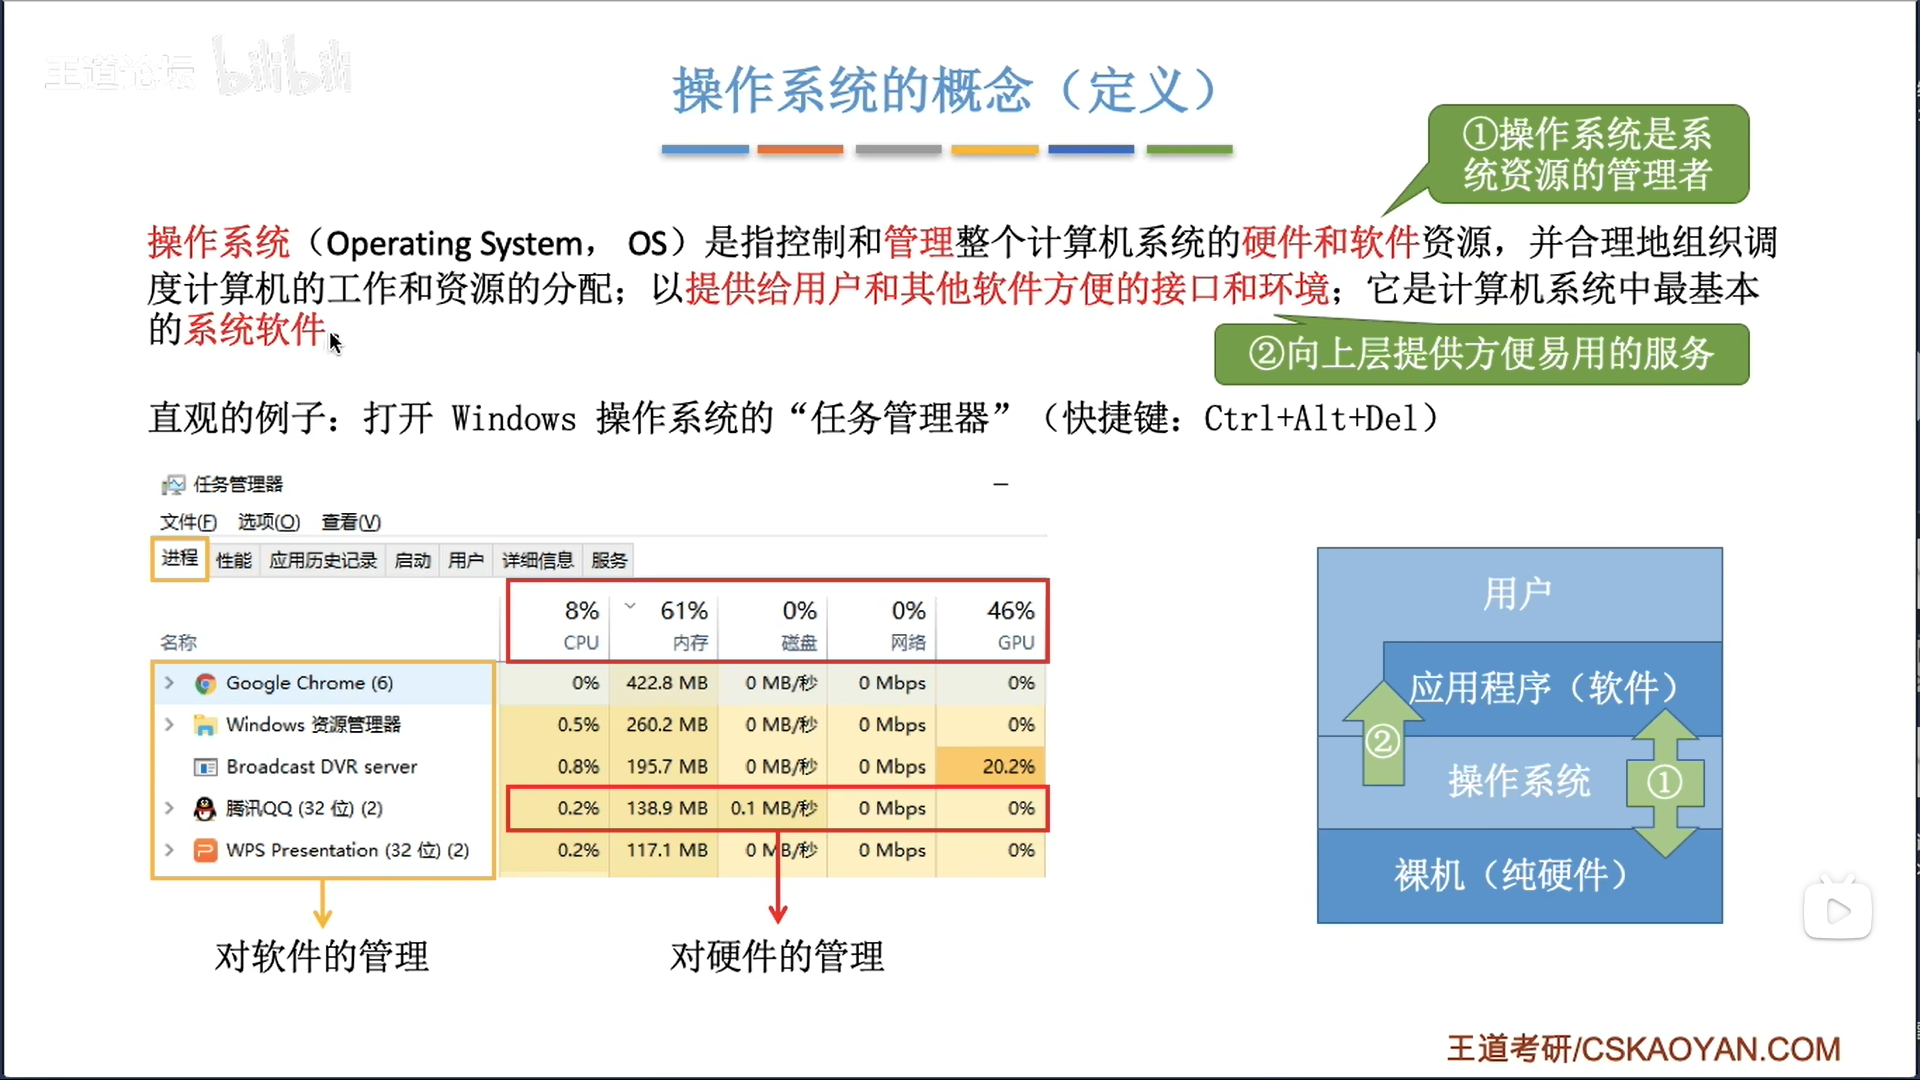 王道论坛 bilibili
操作系统的概念（定义）
①操作系统是系
统资源的管理者
操作系统（Operating System， OS）是指控制和管理整个计算机系统的硬件和软件资源，并合理地组织调
度计算机的工作和资源的分配；以提供给用户和其他软件方便的接口和环境；它是计算机系统中最基本
的系统软件。
②向上层提供方便易用的服务
直观的例子：打开 Windows 操作系统的“任务管理器”（快捷键：Ctrl+Alt+Del）
任务管理器
文件(F) 选项(O) 查看(V)
进程 性能 应用历史记录 启动 用户 详细信息 服务
8% 61% 0% 0% 46%
名称 CPU 内存 磁盘 网络 GPU
Google Chrome (6) 0% 422.8 MB 0 MB/秒 0 Mbps 0%
Windows 资源管理器 0.5% 260.2 MB 0 MB/秒 0 Mbps 0%
Broadcast DVR server 0.8% 195.7 MB 0 MB/秒 0 Mbps 20.2%
腾讯QQ (32 位) (2) 0.2% 138.9 MB 0.1 MB/秒 0 Mbps 0%
WPS Presentation (32 位) (2) 0.2% 117.1 MB 0 MB/秒 0 Mbps 0%
对软件的管理
对硬件的管理
用户
应用程序（软件）
②
操作系统
①
裸机（纯硬件）
王道考研/CSKAOYAN.COM